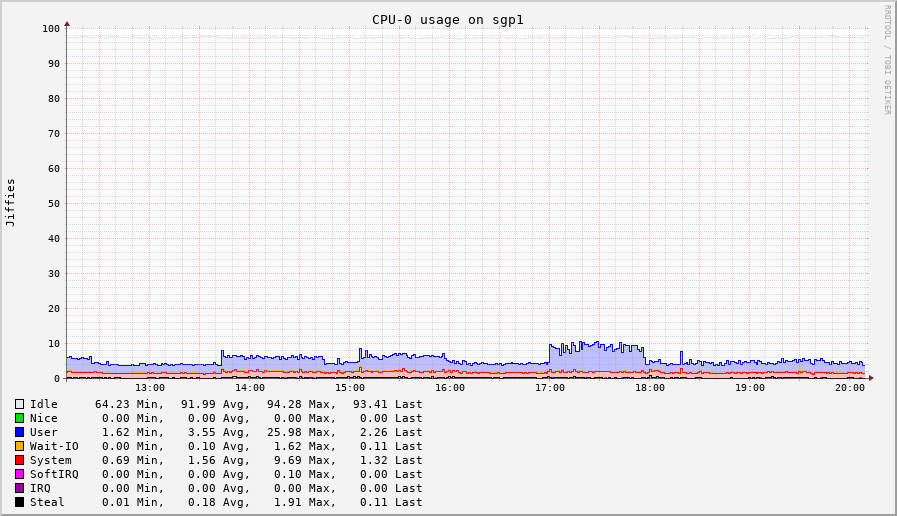 CPU-0 usage on sgp1
RRDTOOL / TOBI OETIKER
Jiffies
100
90
80
70
60
50
40
30
20
10
0
13:00 14:00 15:00 16:00 17:00 18:00 19:00 20:00
Idle 64.23 Min, 91.99 Avg, 94.28 Max, 93.41 Last
Nice 0.00 Min, 0.00 Avg, 0.00 Max, 0.00 Last
User 1.62 Min, 3.55 Avg, 25.98 Max, 2.26 Last
Wait-IO 0.00 Min, 0.10 Avg, 1.62 Max, 0.11 Last
System 0.69 Min, 1.56 Avg, 9.69 Max, 1.32 Last
SoftIRQ 0.00 Min, 0.00 Avg, 0.10 Max, 0.00 Last
IRQ 0.00 Min, 0.00 Avg, 0.00 Max, 0.00 Last
Steal 0.01 Min, 0.18 Avg, 1.91 Max, 0.11 Last